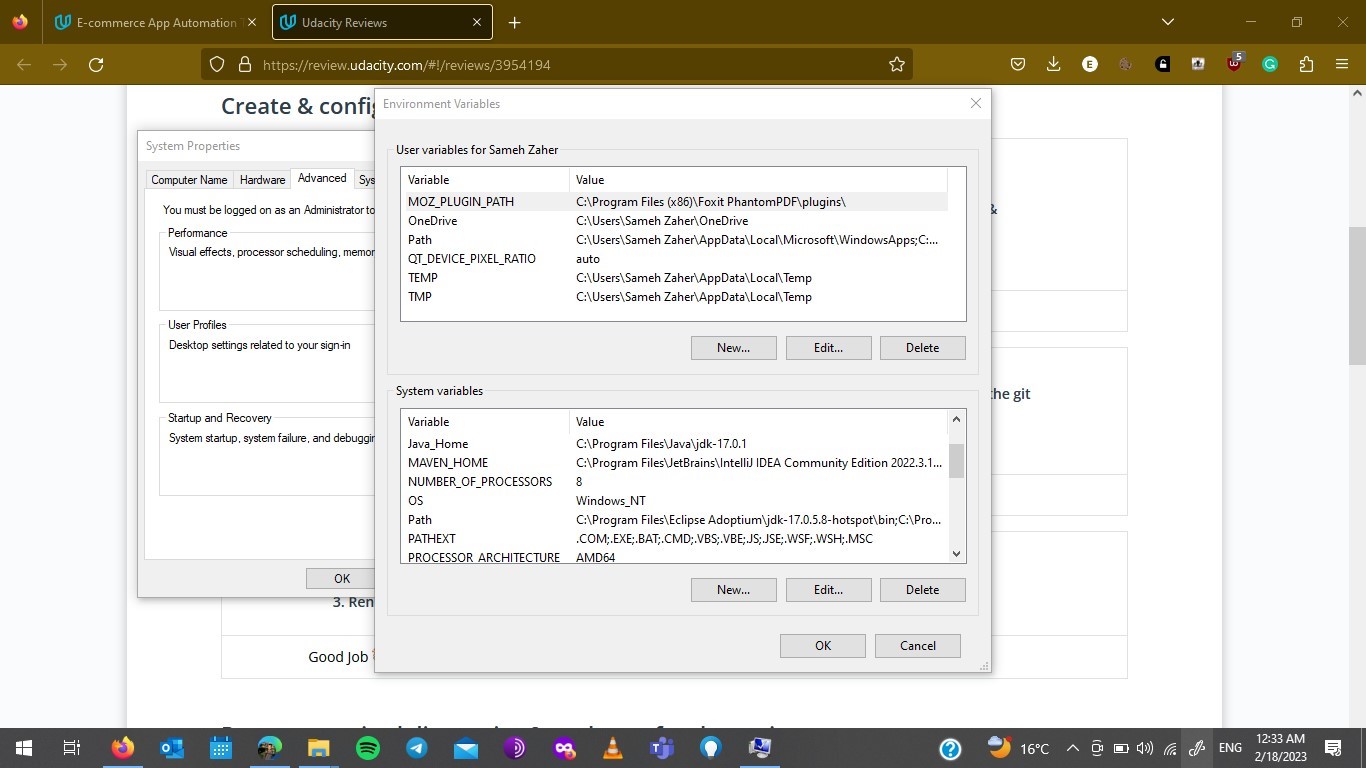 E-commerce App Automation
Udacity Reviews
https://review.udacity.com/#!/reviews/3954194
5
Create & config
Environment Variables
System Properties
Computer Name
Hardware
Advanced
Sys
You must be logged on as an Administrator to
Performance
Visual effects, processor scheduling, memor
User Profiles
Desktop settings related to your sign-in
Startup and Recovery
System startup, system failure, and debuggin
OK
User variables for Sameh Zaher
Variable Value
MOZ_PLUGIN_PATH C:\Program Files (x86)\Foxit PhantomPDF\plugins\
OneDrive C:\Users\Sameh Zaher\OneDrive
Path C:\Users\Sameh Zaher\AppData\Local\Microsoft\WindowsApps;C:...
QT_DEVICE_PIXEL_RATIO auto
TEMP C:\Users\Sameh Zaher\AppData\Local\Temp
TMP C:\Users\Sameh Zaher\AppData\Local\Temp
New... Edit... Delete
System variables
Variable Value
Java_Home C:\Program Files\Java\jdk-17.0.1
MAVEN_HOME C:\Program Files\JetBrains\IntelliJ IDEA Community Edition 2022.3.1...
NUMBER_OF_PROCESSORS 8
OS Windows_NT
Path C:\Program Files\Eclipse Adoptium\jdk-17.0.5.8-hotspot\bin;C:\Pro...
PATHEXT .COM;.EXE;.BAT;.CMD;.VBS;.VBE;.JS;.JSE;.WSF;.WSH;.MSC
PROCESSOR_ARCHITECTURE AMD64
New... Edit... Delete
OK Cancel
&
he git
3. Ren
Good Job
16°C
ENG
12:33 AM
2/18/2023